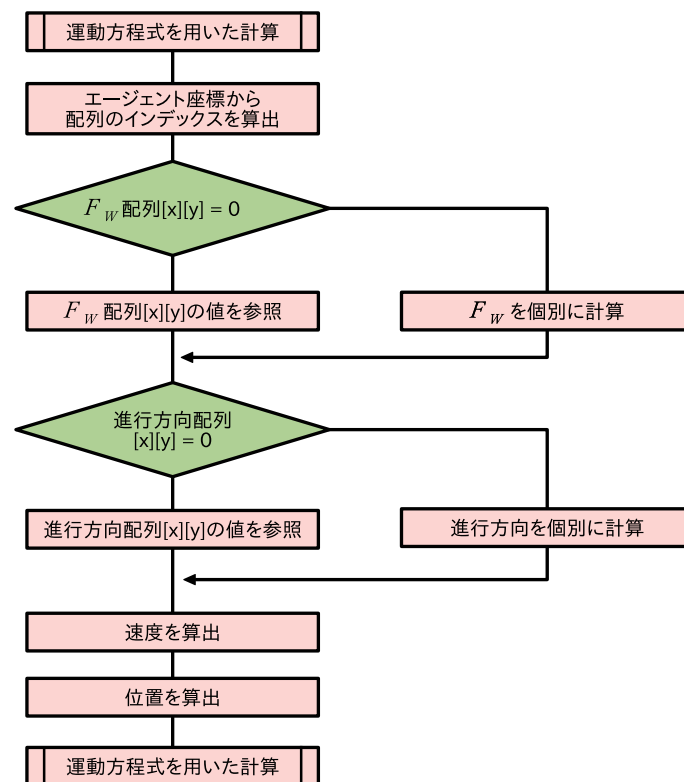 運動方程式を用いた計算
エージェント座標から
配列のインデックスを算出
F W 配列[x][y] = 0
F W 配列[x][y]の値を参照
F W を個別に計算
進行方向配列
[x][y] = 0
進行方向配列[x][y]の値を参照
進行方向を個別に計算
速度を算出
位置を算出
運動方程式を用いた計算